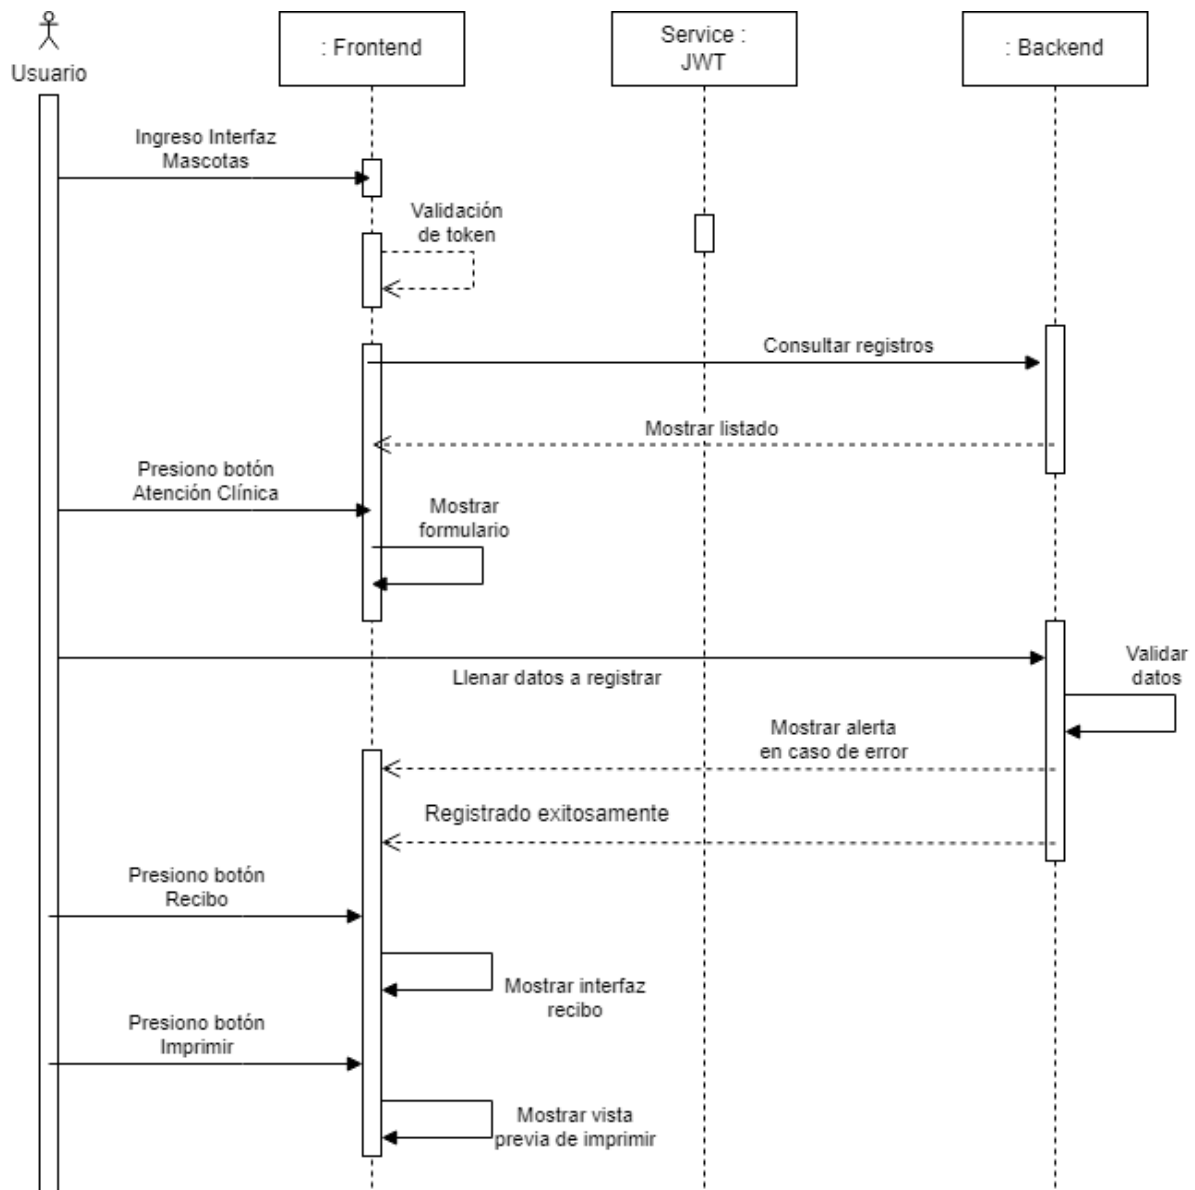 Usuario
: Frontend
Service :
JWT
: Backend
Ingreso Interfaz
Mascotas
Validación
de token
Consultar registros
Mostrar listado
Presiono botón
Atención Clínica
Mostrar
formulario
Llenar datos a registrar
Validar
datos
Mostrar alerta
en caso de error
Registrado exitosamente
Presiono botón
Recibo
Mostrar interfaz
recibo
Presiono botón
Imprimir
Mostrar vista
previa de imprimir